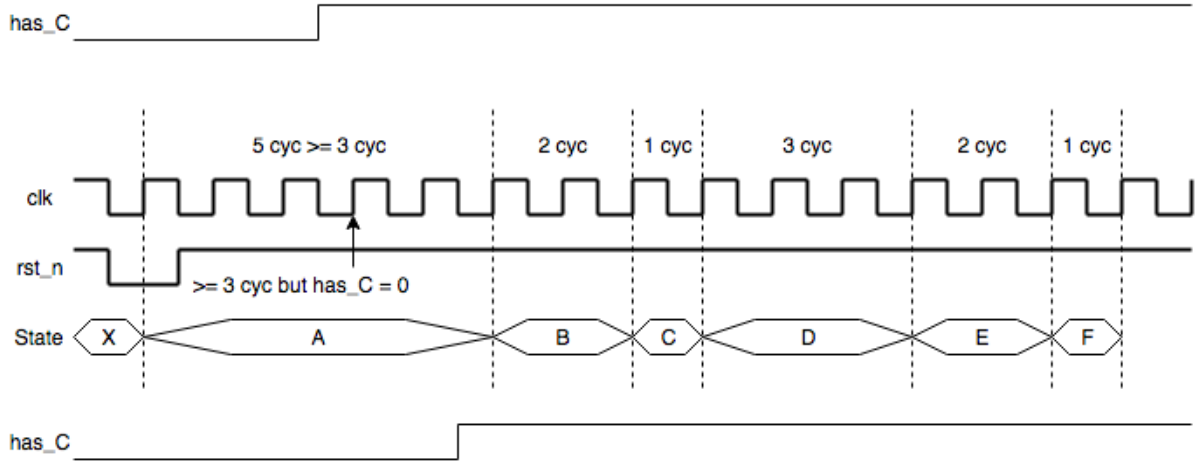 has_C
5 cyc >= 3 cyc 2 cyc 1 cyc 3 cyc 2 cyc 1 cyc
clk
rst_n
>= 3 cyc but has_C = 0
State X A B C D E F
has_C